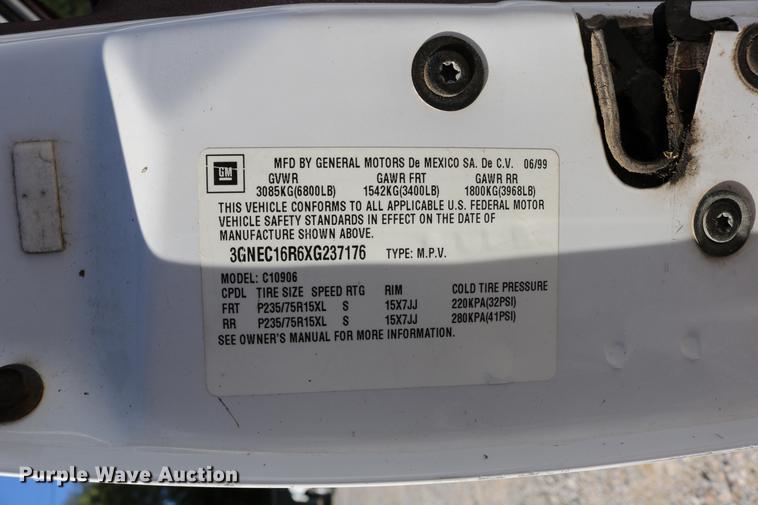 GM
MFD BY GENERAL MOTORS De MEXICO SA. De C.V. 06/99
GVWR GAWR FRT GAWR RR
3085KG(6800LB) 1542KG(3400LB) 1800KG(3968LB)
THIS VEHICLE CONFORMS TO ALL APPLICABLE U.S. FEDERAL MOTOR
VEHICLE SAFETY STANDARDS IN EFFECT ON THE DATE OF
MANUFACTURE SHOWN ABOVE.
3GNEC16R6XG237176 TYPE: M.P.V.
MODEL: C10906
CPDL TIRE SIZE SPEED RTG RIM COLD TIRE PRESSURE
FRT P235/75R15XL S 15X7JJ 220KPA(32PSI)
RR P235/75R15XL S 15X7JJ 280KPA(41PSI)
SEE OWNER'S MANUAL FOR MORE INFORMATION.
Purple Wave Auction